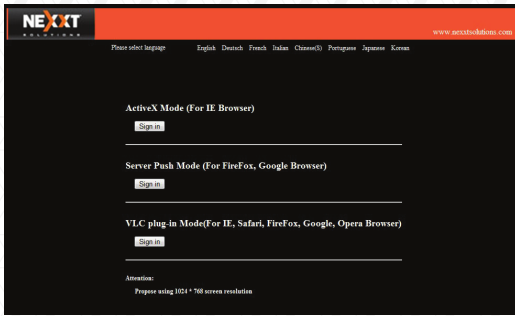 NEXXT
SOLUTIONS
www.nexxtsolutions.com
Please select language English Deutsch French Italian Chinese(S) Portuguese Japanese Korean
ActiveX Mode (For IE Browser)
Sign in
Server Push Mode (For FireFox, Google Browser)
Sign in
VLC plug-in Mode(For IE, Safari, FireFox, Google, Opera Browser)
Sign in
Attention:
Propose using 1024 * 768 screen resolution